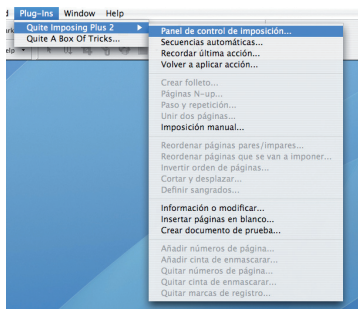 d Plug-Ins Window Help
Quite Imposing Plus 2
Quite A Box Of Tricks...
Panel de control de imposición...
Secuencias automáticas...
Recordar última acción...
Volver a aplicar acción...
Crear folleto...
Páginas N-up...
Paso y repetición...
Unir dos páginas...
Imposición manual...
Reordenar páginas pares/impares...
Reordenar páginas que se van a imponer...
Invertir orden de páginas...
Cortar y desplazar...
Definir sangrados...
Información o modificar...
Insertar páginas en blanco...
Crear documento de prueba...
Añadir números de página...
Añadir cinta de enmascarar...
Quitar números de página...
Quitar cinta de enmascarar...
Quitar marcas de registro...